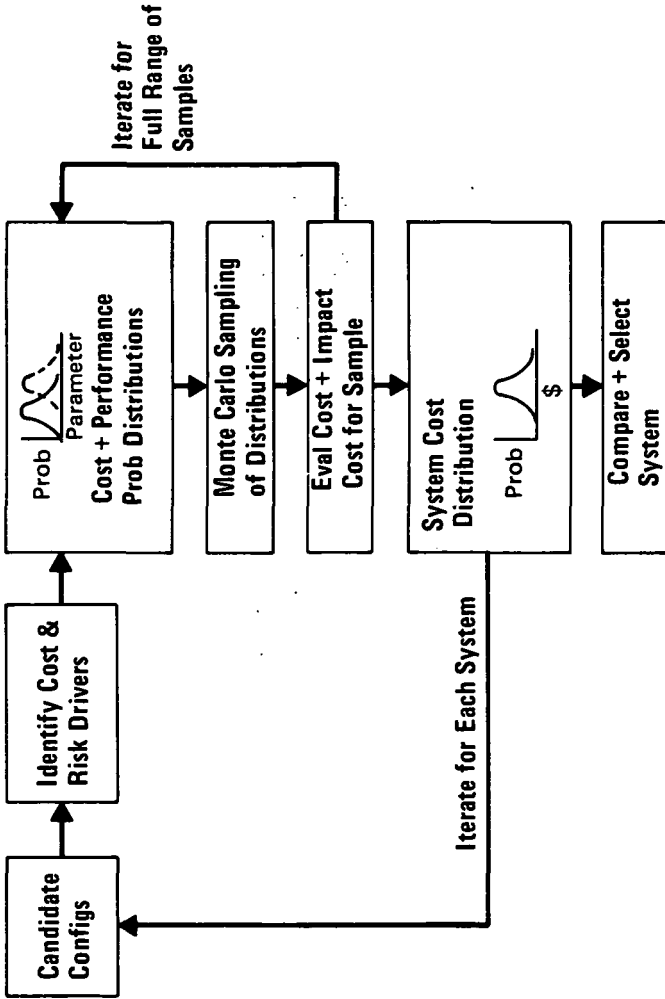 Candidate
Configs
Identify Cost &
Risk Drivers
Prob
Parameter
Cost + Performance
Prob Distributions
Monte Carlo Sampling
of Distributions
Eval Cost + Impact
Cost for Sample
Iterate for
Full Range of
Samples
System Cost
Distribution
Prob
$
Iterate for Each System
Compare + Select
System